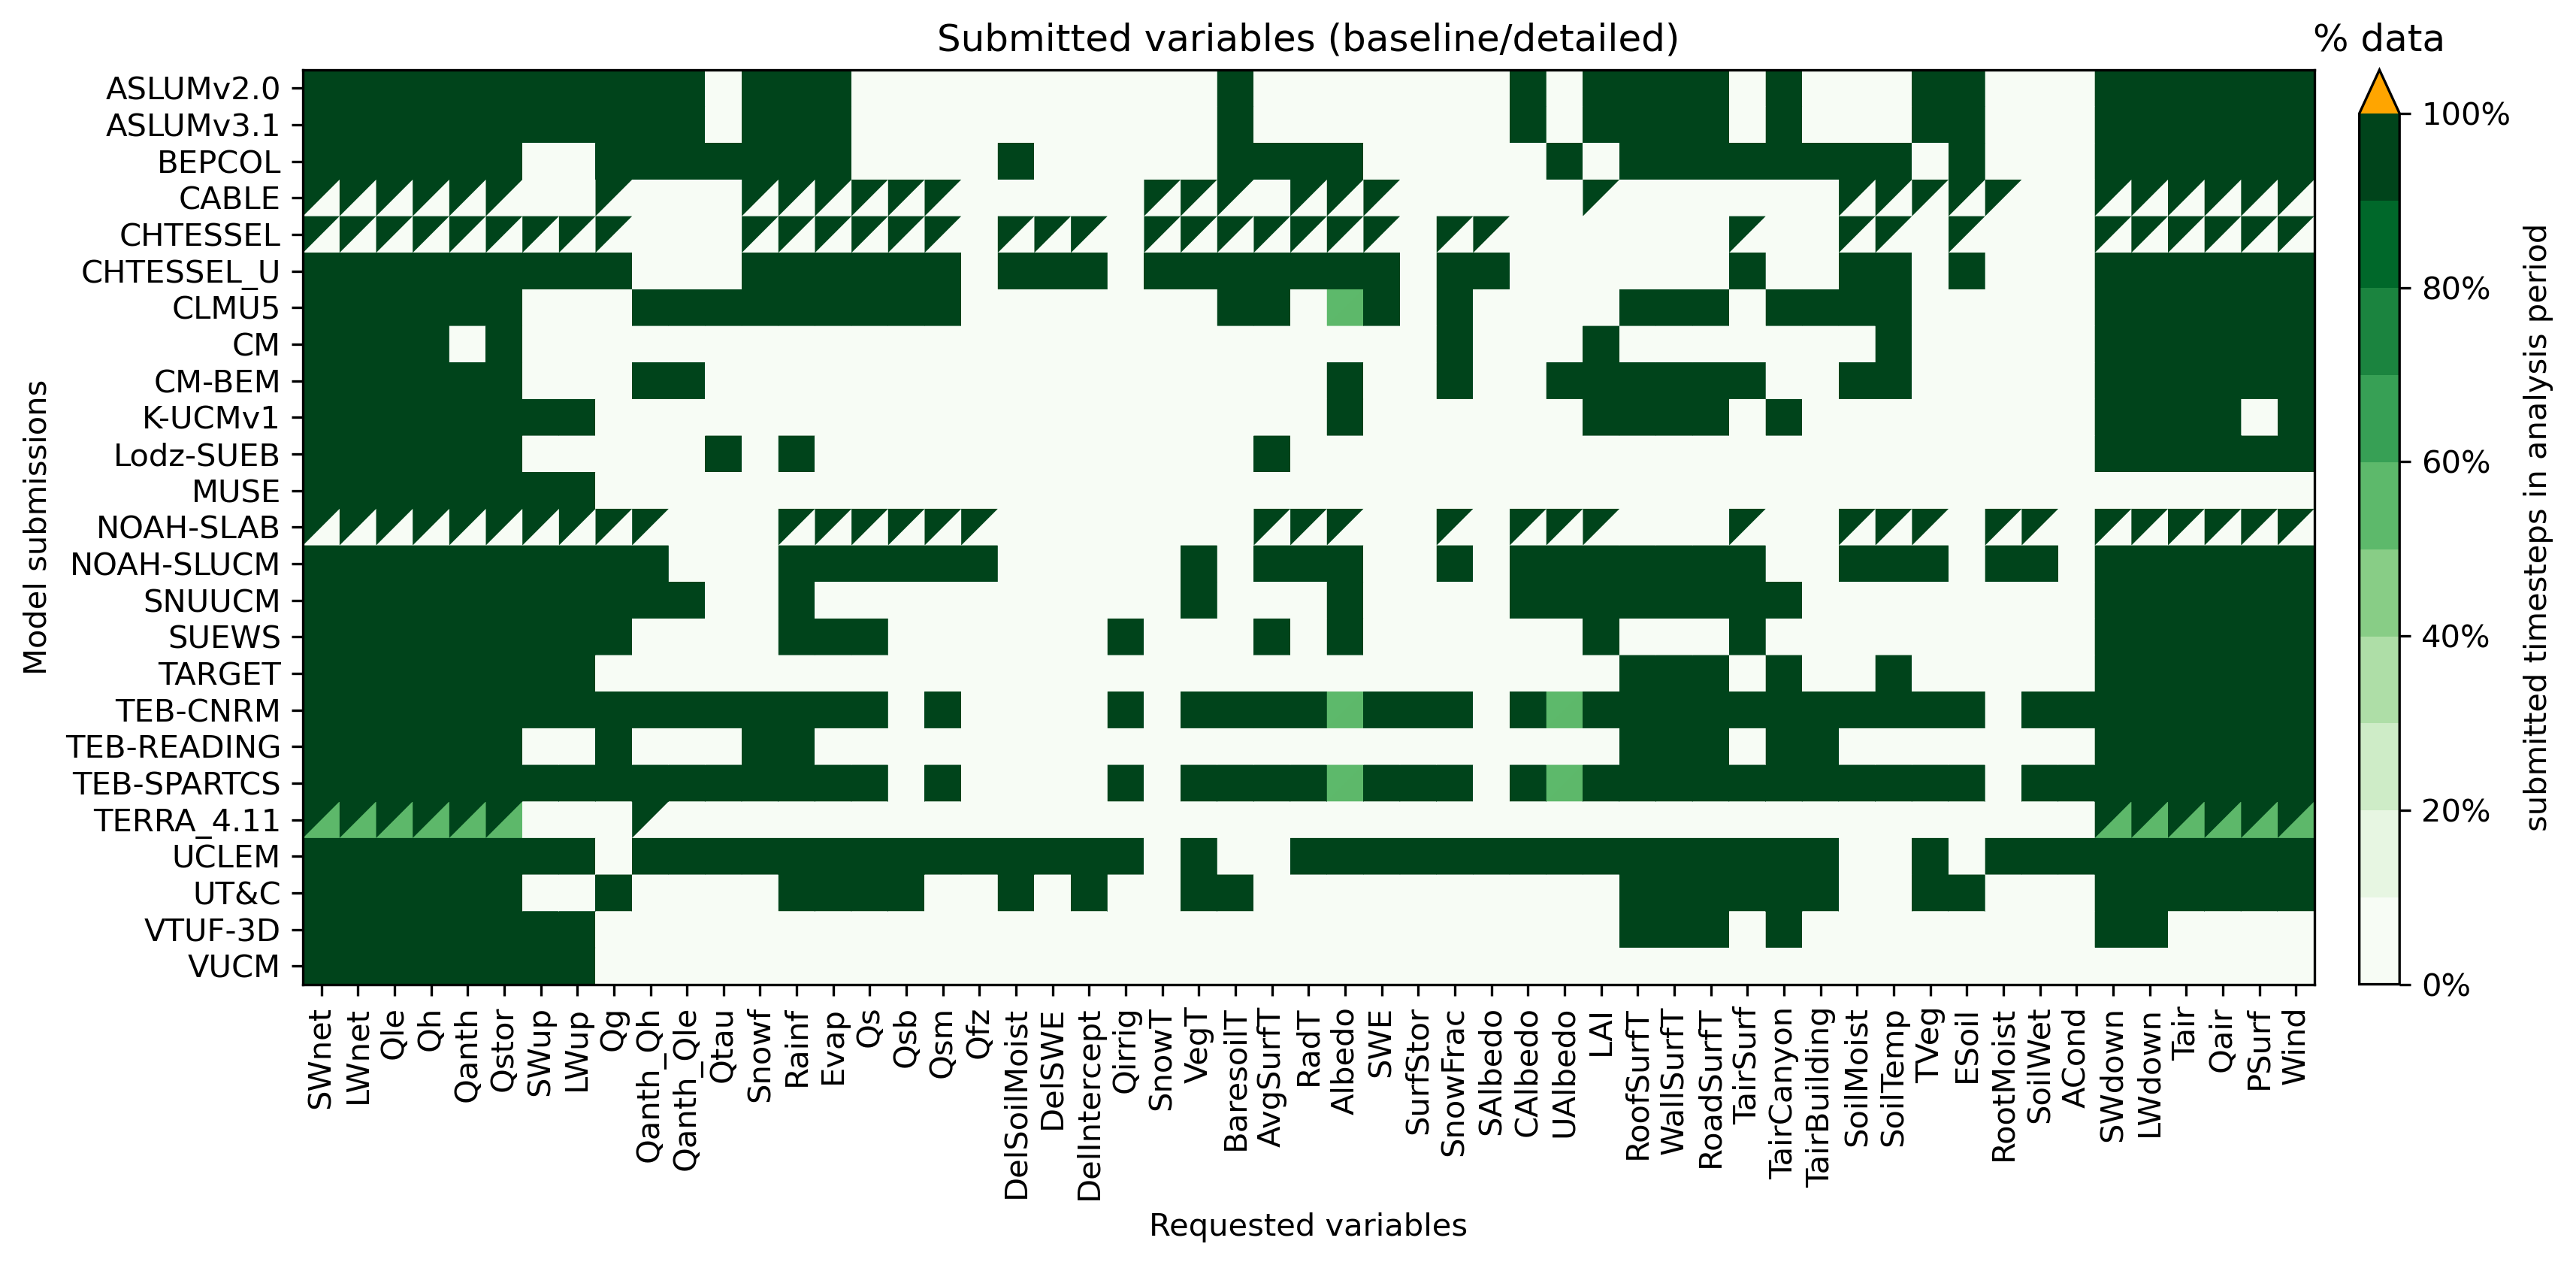 Submitted variables (baseline/detailed)
% data
ASLUMv2.0
ASLUMv3.1
BEPCOL
CABLE
CHTESSEL
CHTESSEL_U
CLMU5
CM
CM-BEM
K-UCMv1
Lodz-SUEB
MUSE
NOAH-SLAB
NOAH-SLUCM
SNUUCM
SUEWS
TARGET
TEB-CNRM
TEB-READING
TEB-SPARTCS
TERRA_4.11
UCLEM
UT&C
VTUF-3D
VUCM
Model submissions
SWnet
LWnet
Qle
Qh
Qanth
Qstor
SWup
LWup
Qg
Qanth_Qh
Qanth_Qle
Qtau
Snowf
Rainf
Evap
Qs
Qsb
Qsm
Qfz
DelSoilMoist
DelSWE
DelIntercept
Qirrig
SnowT
VegT
BaresoilT
AvgSurfT
RadT
Albedo
SWE
SurfStor
SnowFrac
SAlbedo
CAlbedo
UAlbedo
LAI
RoofSurfT
WallSurfT
RoadSurfT
TairSurf
TairCanyon
TairBuilding
SoilMoist
SoilTemp
TVeg
ESoil
RootMoist
SoilWet
ACond
SWdown
LWdown
Tair
Qair
PSurf
Wind
Requested variables
100%
80%
60%
40%
20%
0%
submitted timesteps in analysis period